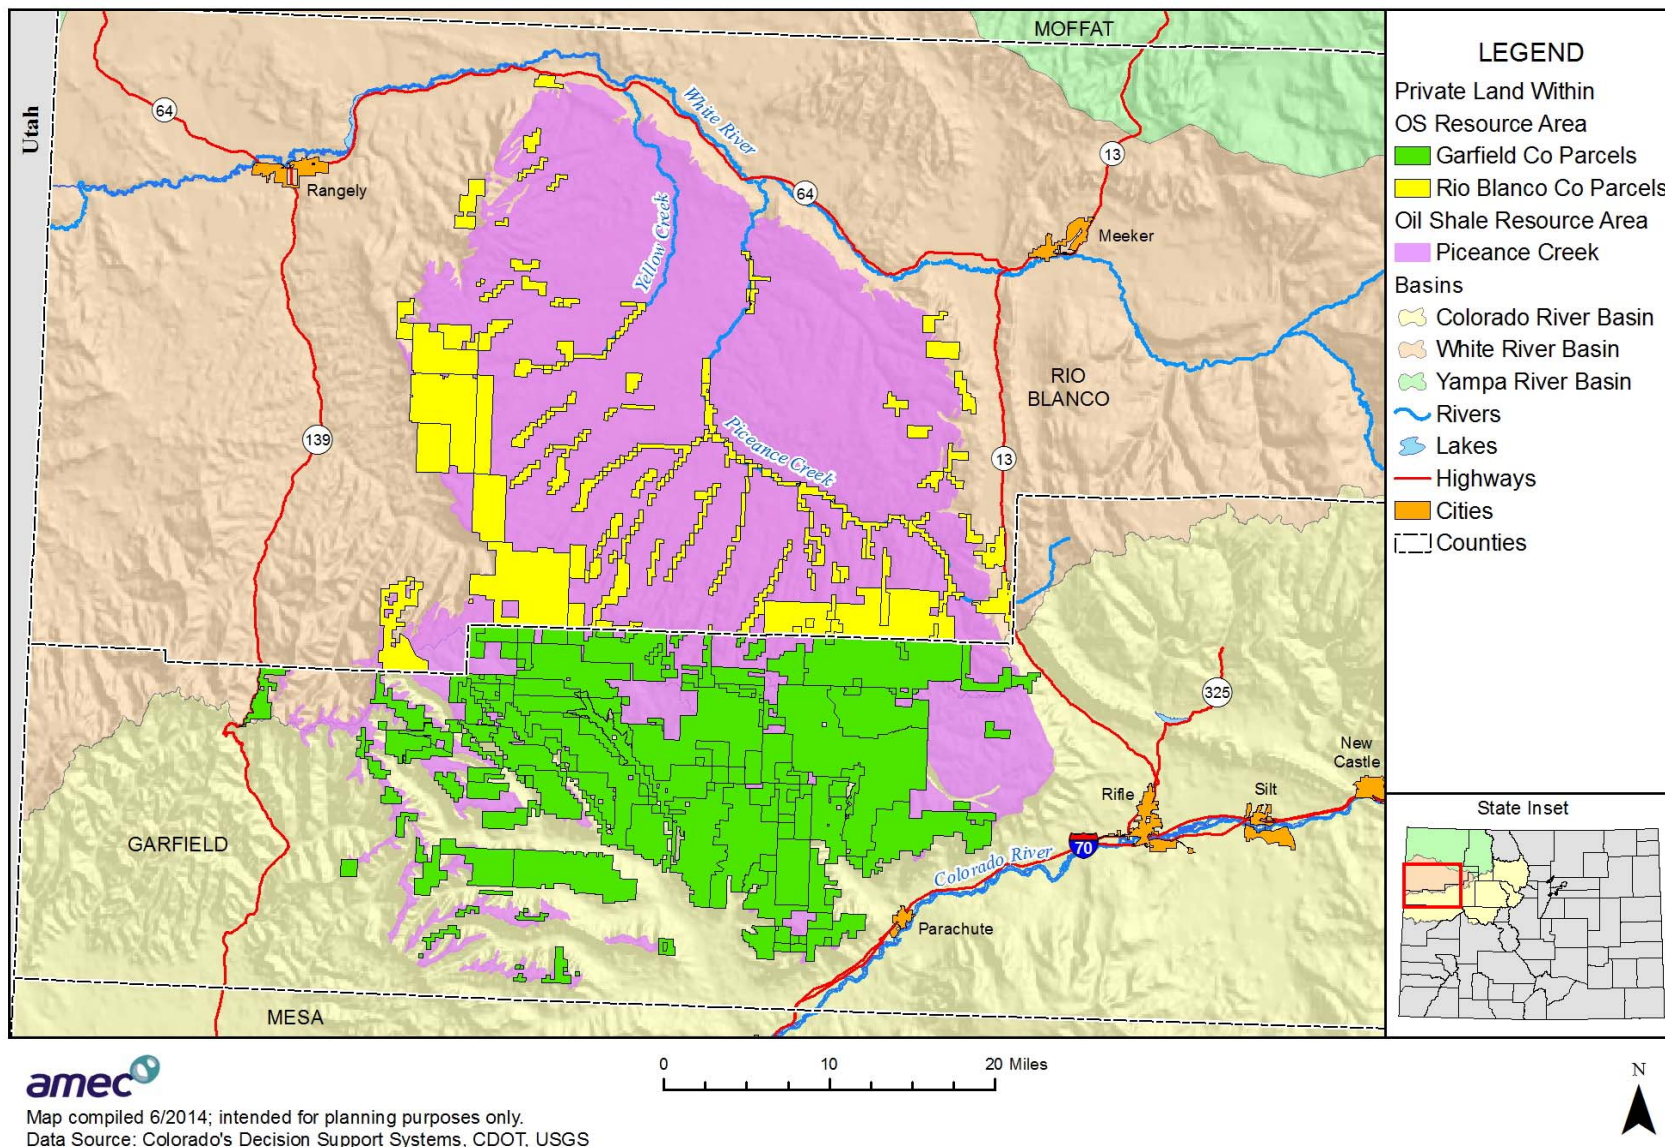 MOFFAT
Utah
64
White River
13
Rangely
64
Yellow Creek
Meeker
RIO
BLANCO
139
Piceance Creek
13
325
New
Castle
Rifle
Silt
GARFIELD
70
Colorado River
Parachute
MESA
LEGEND
Private Land Within
OS Resource Area
Garfield Co Parcels
Rio Blanco Co Parcels
Oil Shale Resource Area
Piceance Creek
Basins
Colorado River Basin
White River Basin
Yampa River Basin
Rivers
Lakes
Highways
Cities
Counties
State Inset
amec
0 10 20 Miles
N
Map compiled 6/2014; intended for planning purposes only.
Data Source: Colorado's Decision Support Systems, CDOT, USGS